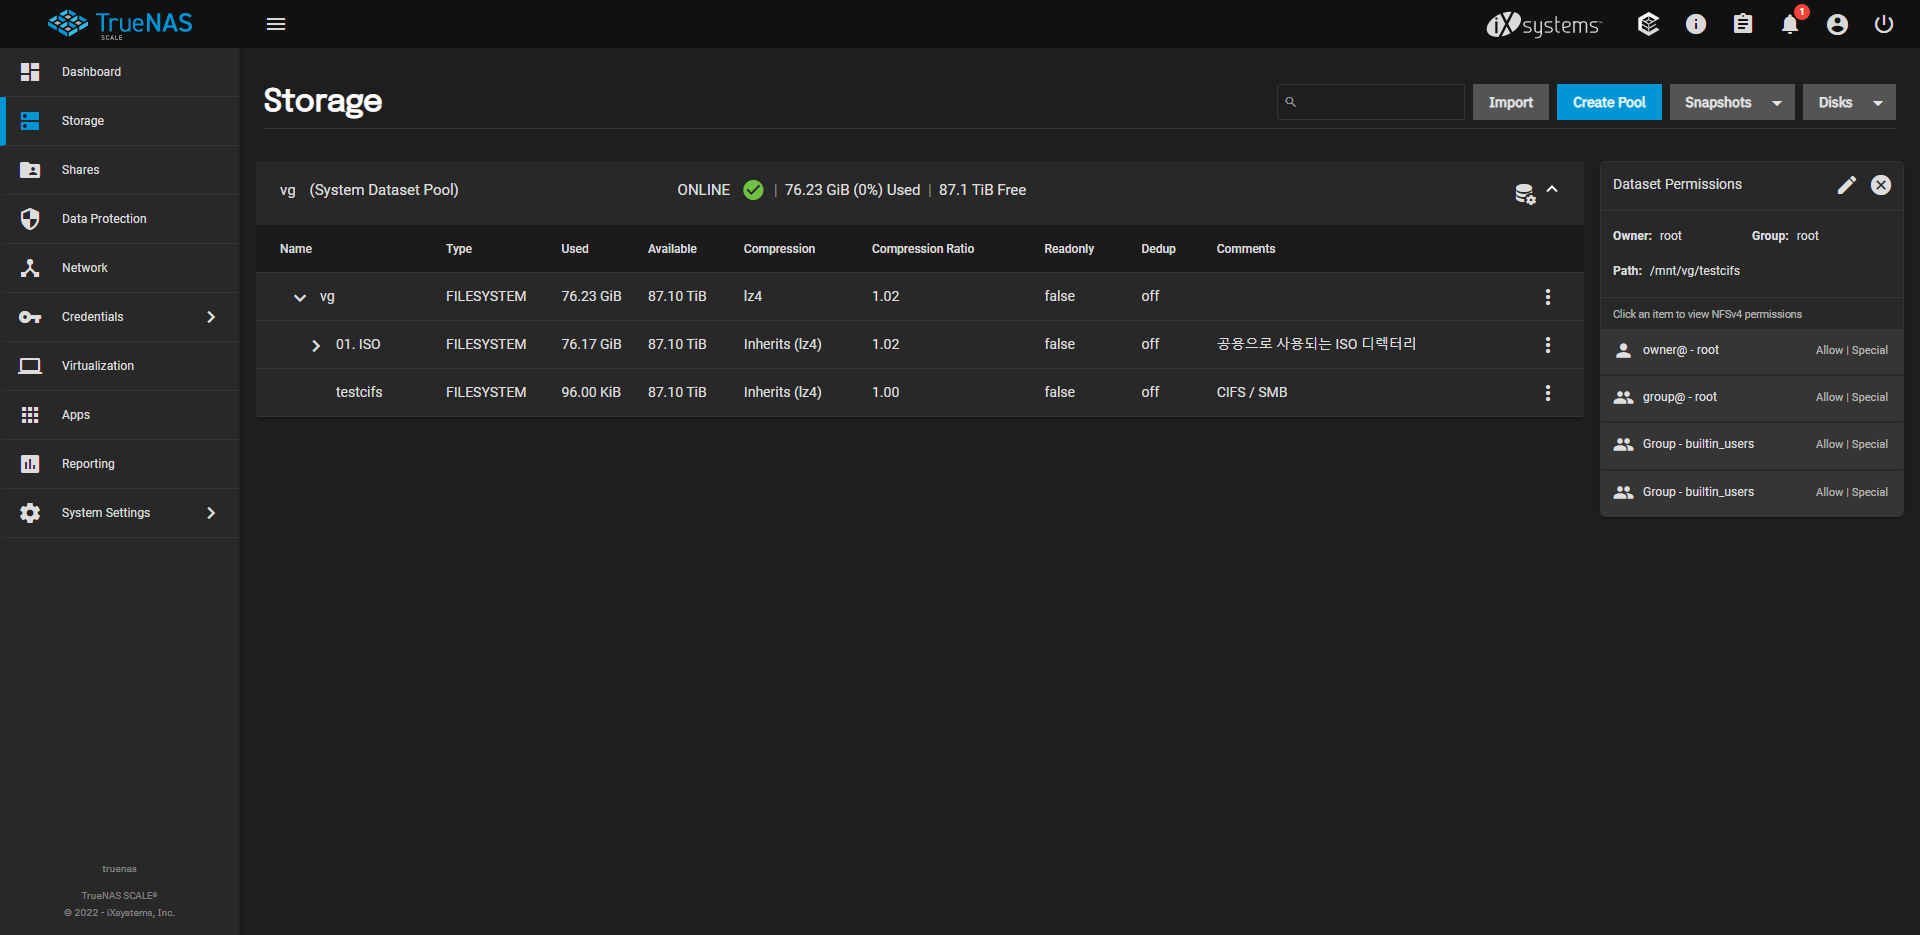 TrueNAS
SCALE
iXsystems™
1
Dashboard
Storage
Shares
Data Protection
Network
Credentials
Virtualization
Apps
Reporting
System Settings
truenas
TrueNAS SCALE®
© 2022 - iXsystems, Inc.
Storage
Import
Create Pool
Snapshots
Disks
vg (System Dataset Pool) ONLINE | 76.23 GiB (0%) Used | 87.1 TiB Free
Name Type Used Available Compression Compression Ratio Readonly Dedup Comments
vg FILESYSTEM 76.23 GiB 87.10 TiB lz4 1.02 false off
01. ISO FILESYSTEM 76.17 GiB 87.10 TiB Inherits (lz4) 1.02 false off 공용으로 사용되는 ISO 디렉터리
testcifs FILESYSTEM 96.00 KiB 87.10 TiB Inherits (lz4) 1.00 false off CIFS / SMB
Dataset Permissions
Owner: root Group: root
Path: /mnt/vg/testcifs
Click an item to view NFSv4 permissions
owner@ - root Allow | Special
group@ - root Allow | Special
Group - builtin_users Allow | Special
Group - builtin_users Allow | Special